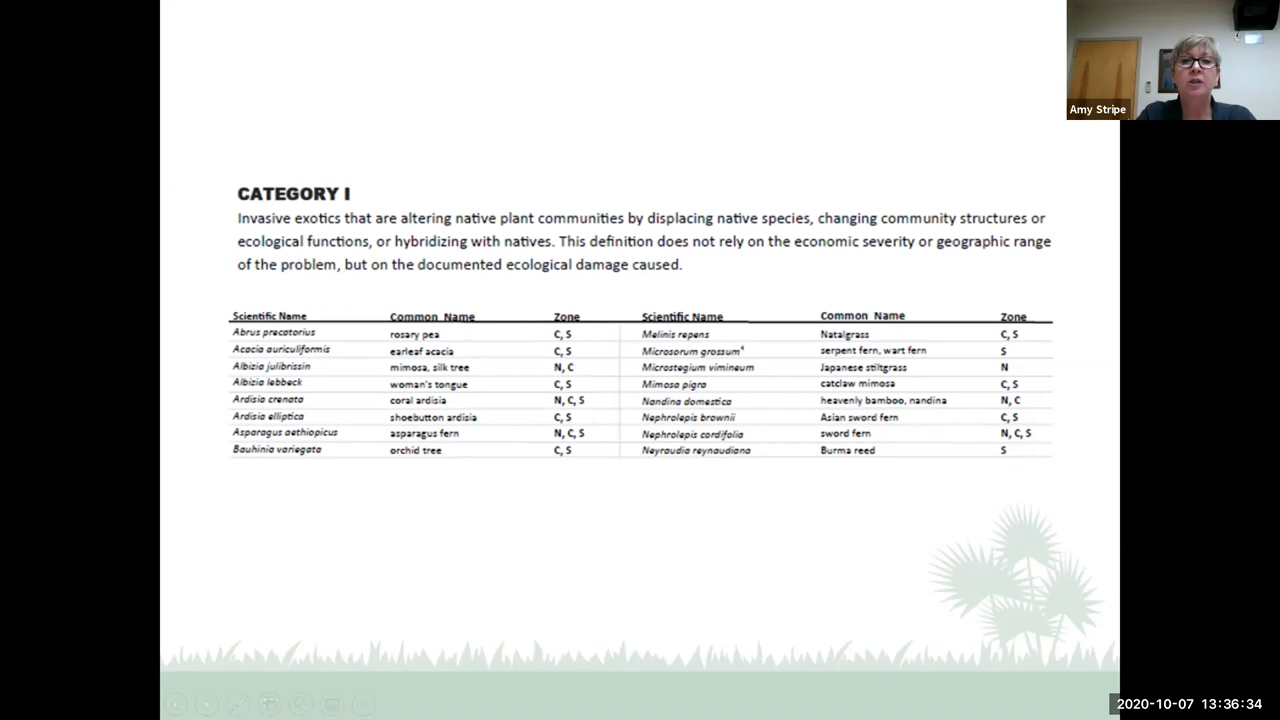 Amy Stripe
CATEGORY I
Invasive exotics that are altering native plant communities by displacing native species, changing community structures or
ecological functions, or hybridizing with natives. This definition does not rely on the economic severity or geographic range
of the problem, but on the documented ecological damage caused.
Scientific Name Common Name Zone Scientific Name Common Name Zone
Abrus precatorius rosary pea C, S Melinis repens Natalgrass C, S
Acacia auriculiformis earleaf acacia C, S Microsorum grossum⁴ serpent fern, wart fern S
Albizia julibrissin mimosa, silk tree N, C Microstegium vimineum Japanese stiltgrass N
Albizia lebbeck woman's tongue C, S Mimosa pigra catclaw mimosa C, S
Ardisia crenata coral ardisia N, C, S Nandina domestica heavenly bamboo, nandina N, C
Ardisia elliptica shoebutton ardisia C, S Nephrolepis brownii Asian sword fern C, S
Asparagus aethiopicus asparagus fern N, C, S Nephrolepis cordifolia sword fern N, C, S
Bauhinia variegata orchid tree C, S Neyraudia reynaudiana Burma reed S
2020-10-07 13:36:34